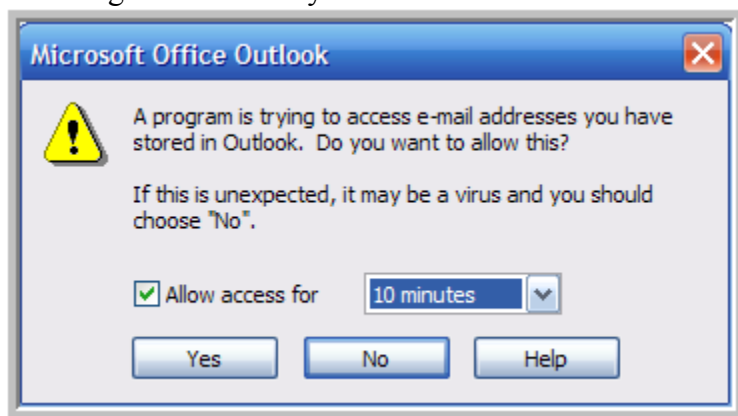 Microsoft Office Outlook
A program is trying to access e-mail addresses you have
stored in Outlook. Do you want to allow this?
If this is unexpected, it may be a virus and you should
choose "No".
Allow access for 10 minutes
Yes No Help